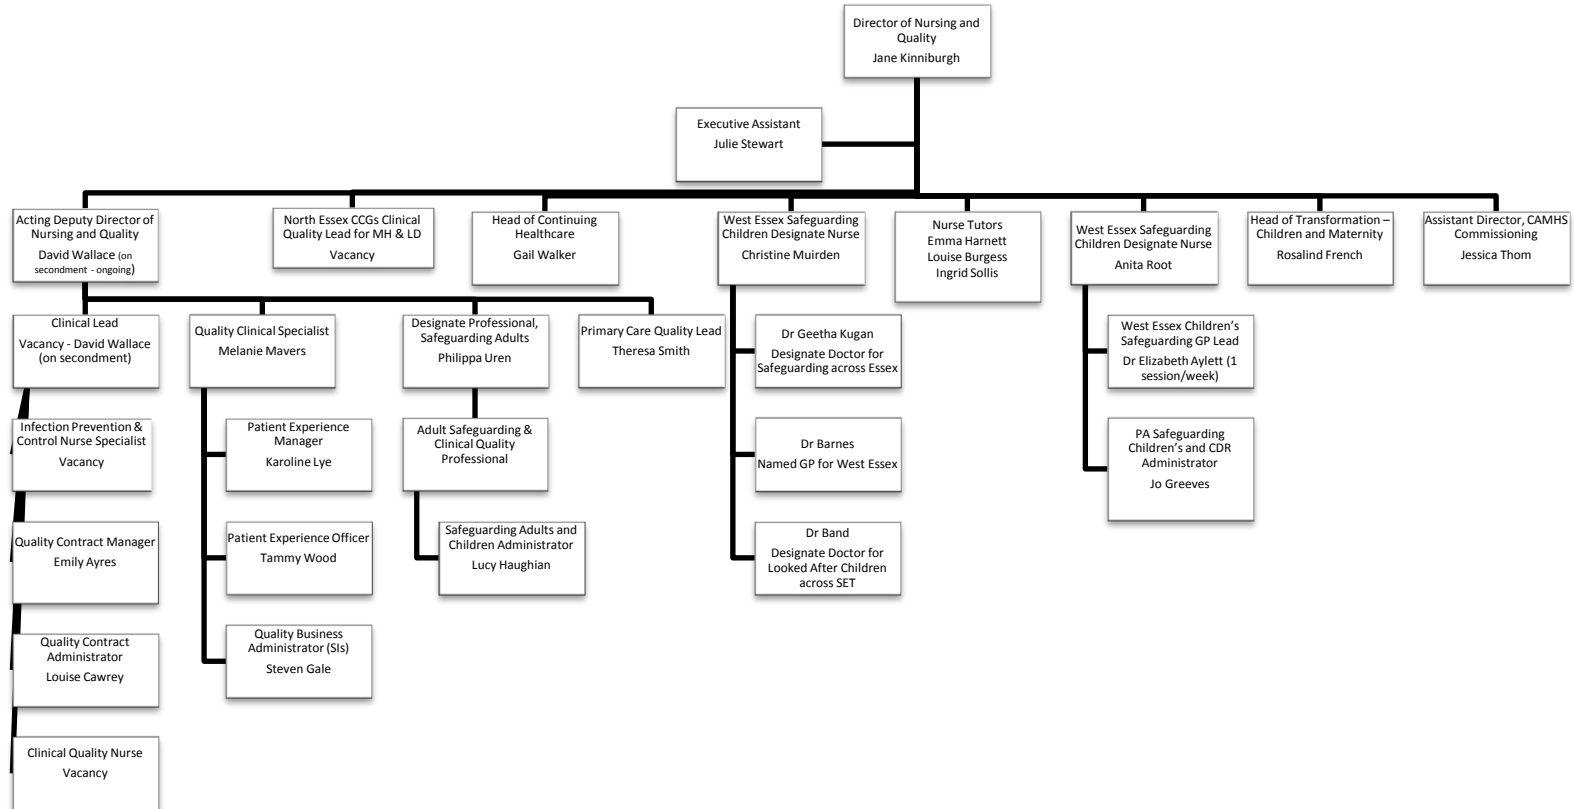 Director of Nursing and
Quality
Jane Kinniburgh
Executive Assistant
Julie Stewart
Acting Deputy Director of
Nursing and Quality
David Wallace (on
secondment - ongoing)
North Essex CCGs Clinical
Quality Lead for MH & LD
Vacancy
Head of Continuing
Healthcare
Gail Walker
West Essex Safeguarding
Children Designate Nurse
Christine Muirden
Nurse Tutors
Emma Harnett
Louise Burgess
Ingrid Sollis
West Essex Safeguarding
Children Designate Nurse
Anita Root
Head of Transformation –
Children and Maternity
Rosalind French
Assistant Director, CAMHS
Commissioning
Jessica Thom
Clinical Lead
Vacancy - David Wallace
(on secondment)
Quality Clinical Specialist
Melanie Mavers
Designate Professional,
Safeguarding Adults
Philippa Uren
Primary Care Quality Lead
Theresa Smith
Dr Geetha Kugan
Designate Doctor for
Safeguarding across Essex
West Essex Children’s
Safeguarding GP Lead
Dr Elizabeth Aylett (1
session/week)
Infection Prevention &
Control Nurse Specialist
Vacancy
Patient Experience
Manager
Karoline Lye
Adult Safeguarding &
Clinical Quality
Professional
Dr Barnes
Named GP for West Essex
PA Safeguarding
Children’s and CDR
Administrator
Jo Greeves
Quality Contract Manager
Emily Ayres
Patient Experience Officer
Tammy Wood
Safeguarding Adults and
Children Administrator
Lucy Haughian
Dr Band
Designate Doctor for
Looked After Children
across SET
Quality Contract
Administrator
Louise Cawrey
Quality Business
Administrator (SIs)
Steven Gale
Clinical Quality Nurse
Vacancy